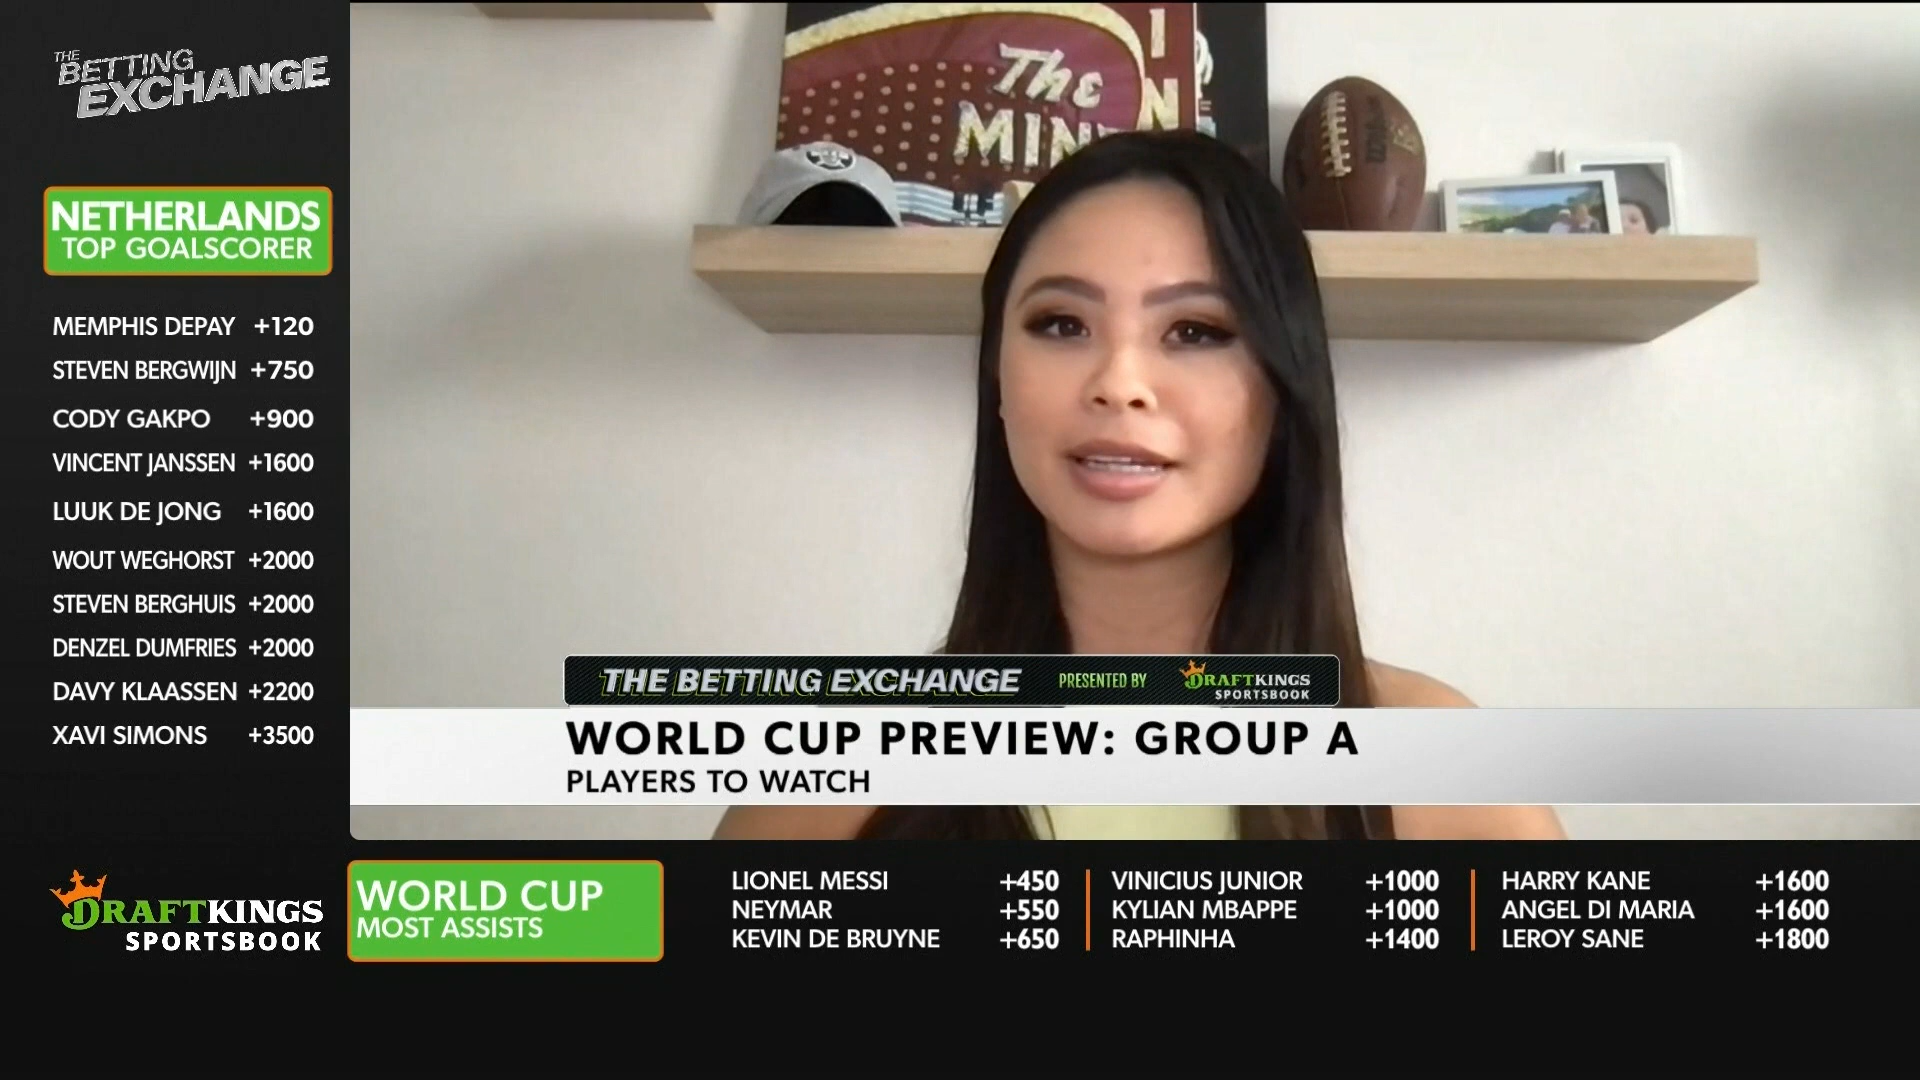 THE
BETTING
EXCHANGE
NETHERLANDS
TOP GOALSCORER
MEMPHIS DEPAY +120
STEVEN BERGWIJN +750
CODY GAKPO +900
VINCENT JANSSEN +1600
LUUK DE JONG +1600
WOUT WEGHORST +2000
STEVEN BERGHUIS +2000
DENZEL DUMFRIES +2000
DAVY KLAASSEN +2200
XAVI SIMONS +3500
The
THE BETTING EXCHANGE PRESENTED BY DRAFTKINGS
SPORTSBOOK
WORLD CUP PREVIEW: GROUP A
PLAYERS TO WATCH
DRAFTKINGS
SPORTSBOOK
WORLD CUP
MOST ASSISTS
LIONEL MESSI +450
NEYMAR +550
KEVIN DE BRUYNE +650
VINICIUS JUNIOR +1000
KYLIAN MBAPPE +1000
RAPHINHA +1400
HARRY KANE +1600
ANGEL DI MARIA +1600
LEROY SANE +1800